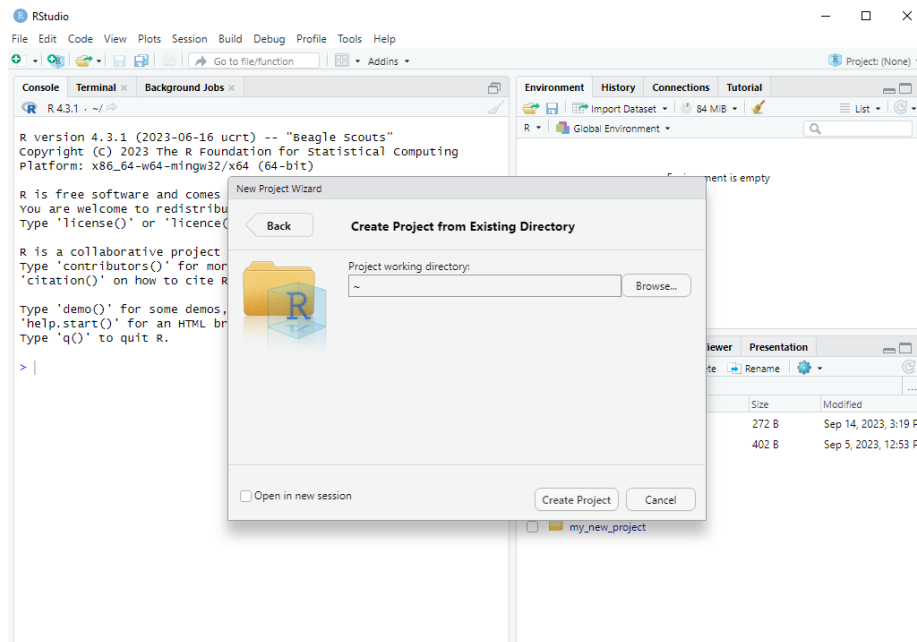 RStudio
File Edit Code View Plots Session Build Debug Profile Tools Help
Go to file/function Addins Project: (None)
Console Terminal Background Jobs
R 4.3.1 · ~/
R version 4.3.1 (2023-06-16 ucrt) -- "Beagle Scouts"
Copyright (C) 2023 The R Foundation for Statistical Computing
Platform: x86_64-w64-mingw32/x64 (64-bit)
R is free software and comes
You are welcome to redistribu
Type 'license()' or 'licence(
R is a collaborative project
Type 'contributors()' for mor
'citation()' on how to cite R
Type 'demo()' for some demos,
'help.start()' for an HTML br
Type 'q()' to quit R.
>
Environment History Connections Tutorial
Import Dataset 84 MiB List
R Global Environment
is empty
New Project Wizard
Back Create Project from Existing Directory
Project working directory:
~ Browse...
R
Open in new session
Create Project Cancel
iewer Presentation
te Rename
Size Modified
272 B Sep 14, 2023, 3:19 P
402 B Sep 5, 2023, 12:53 P
my_new_project